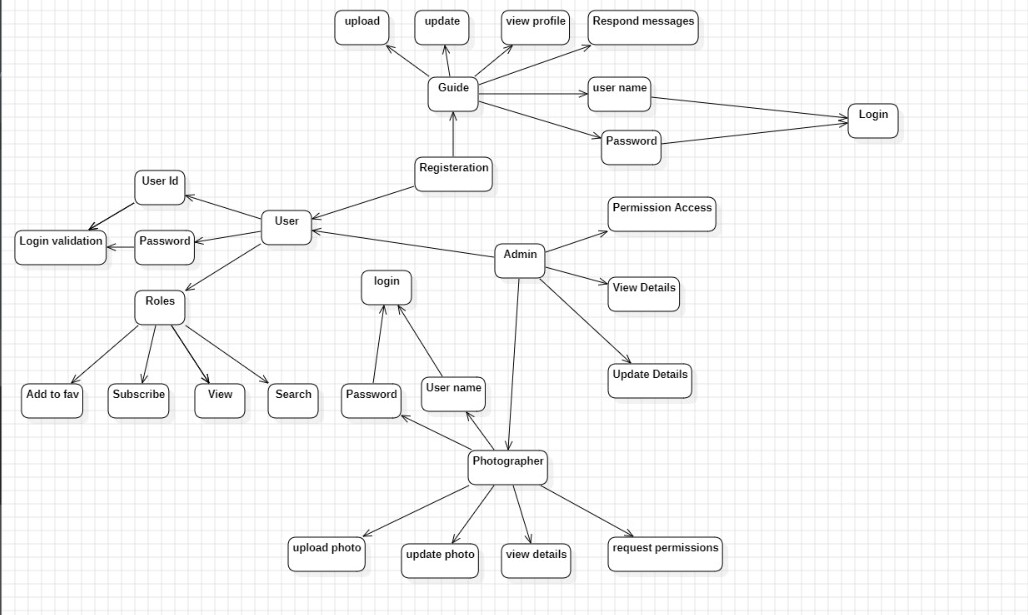 upload
update
view profile
Respond messages
Guide
user name
Login
Password
Registeration
User Id
Permission Access
User
Login validation
Password
Admin
login
View Details
Roles
Update Details
Add to fav
Subscribe
View
Search
Password
User name
Photographer
upload photo
update photo
view details
request permissions